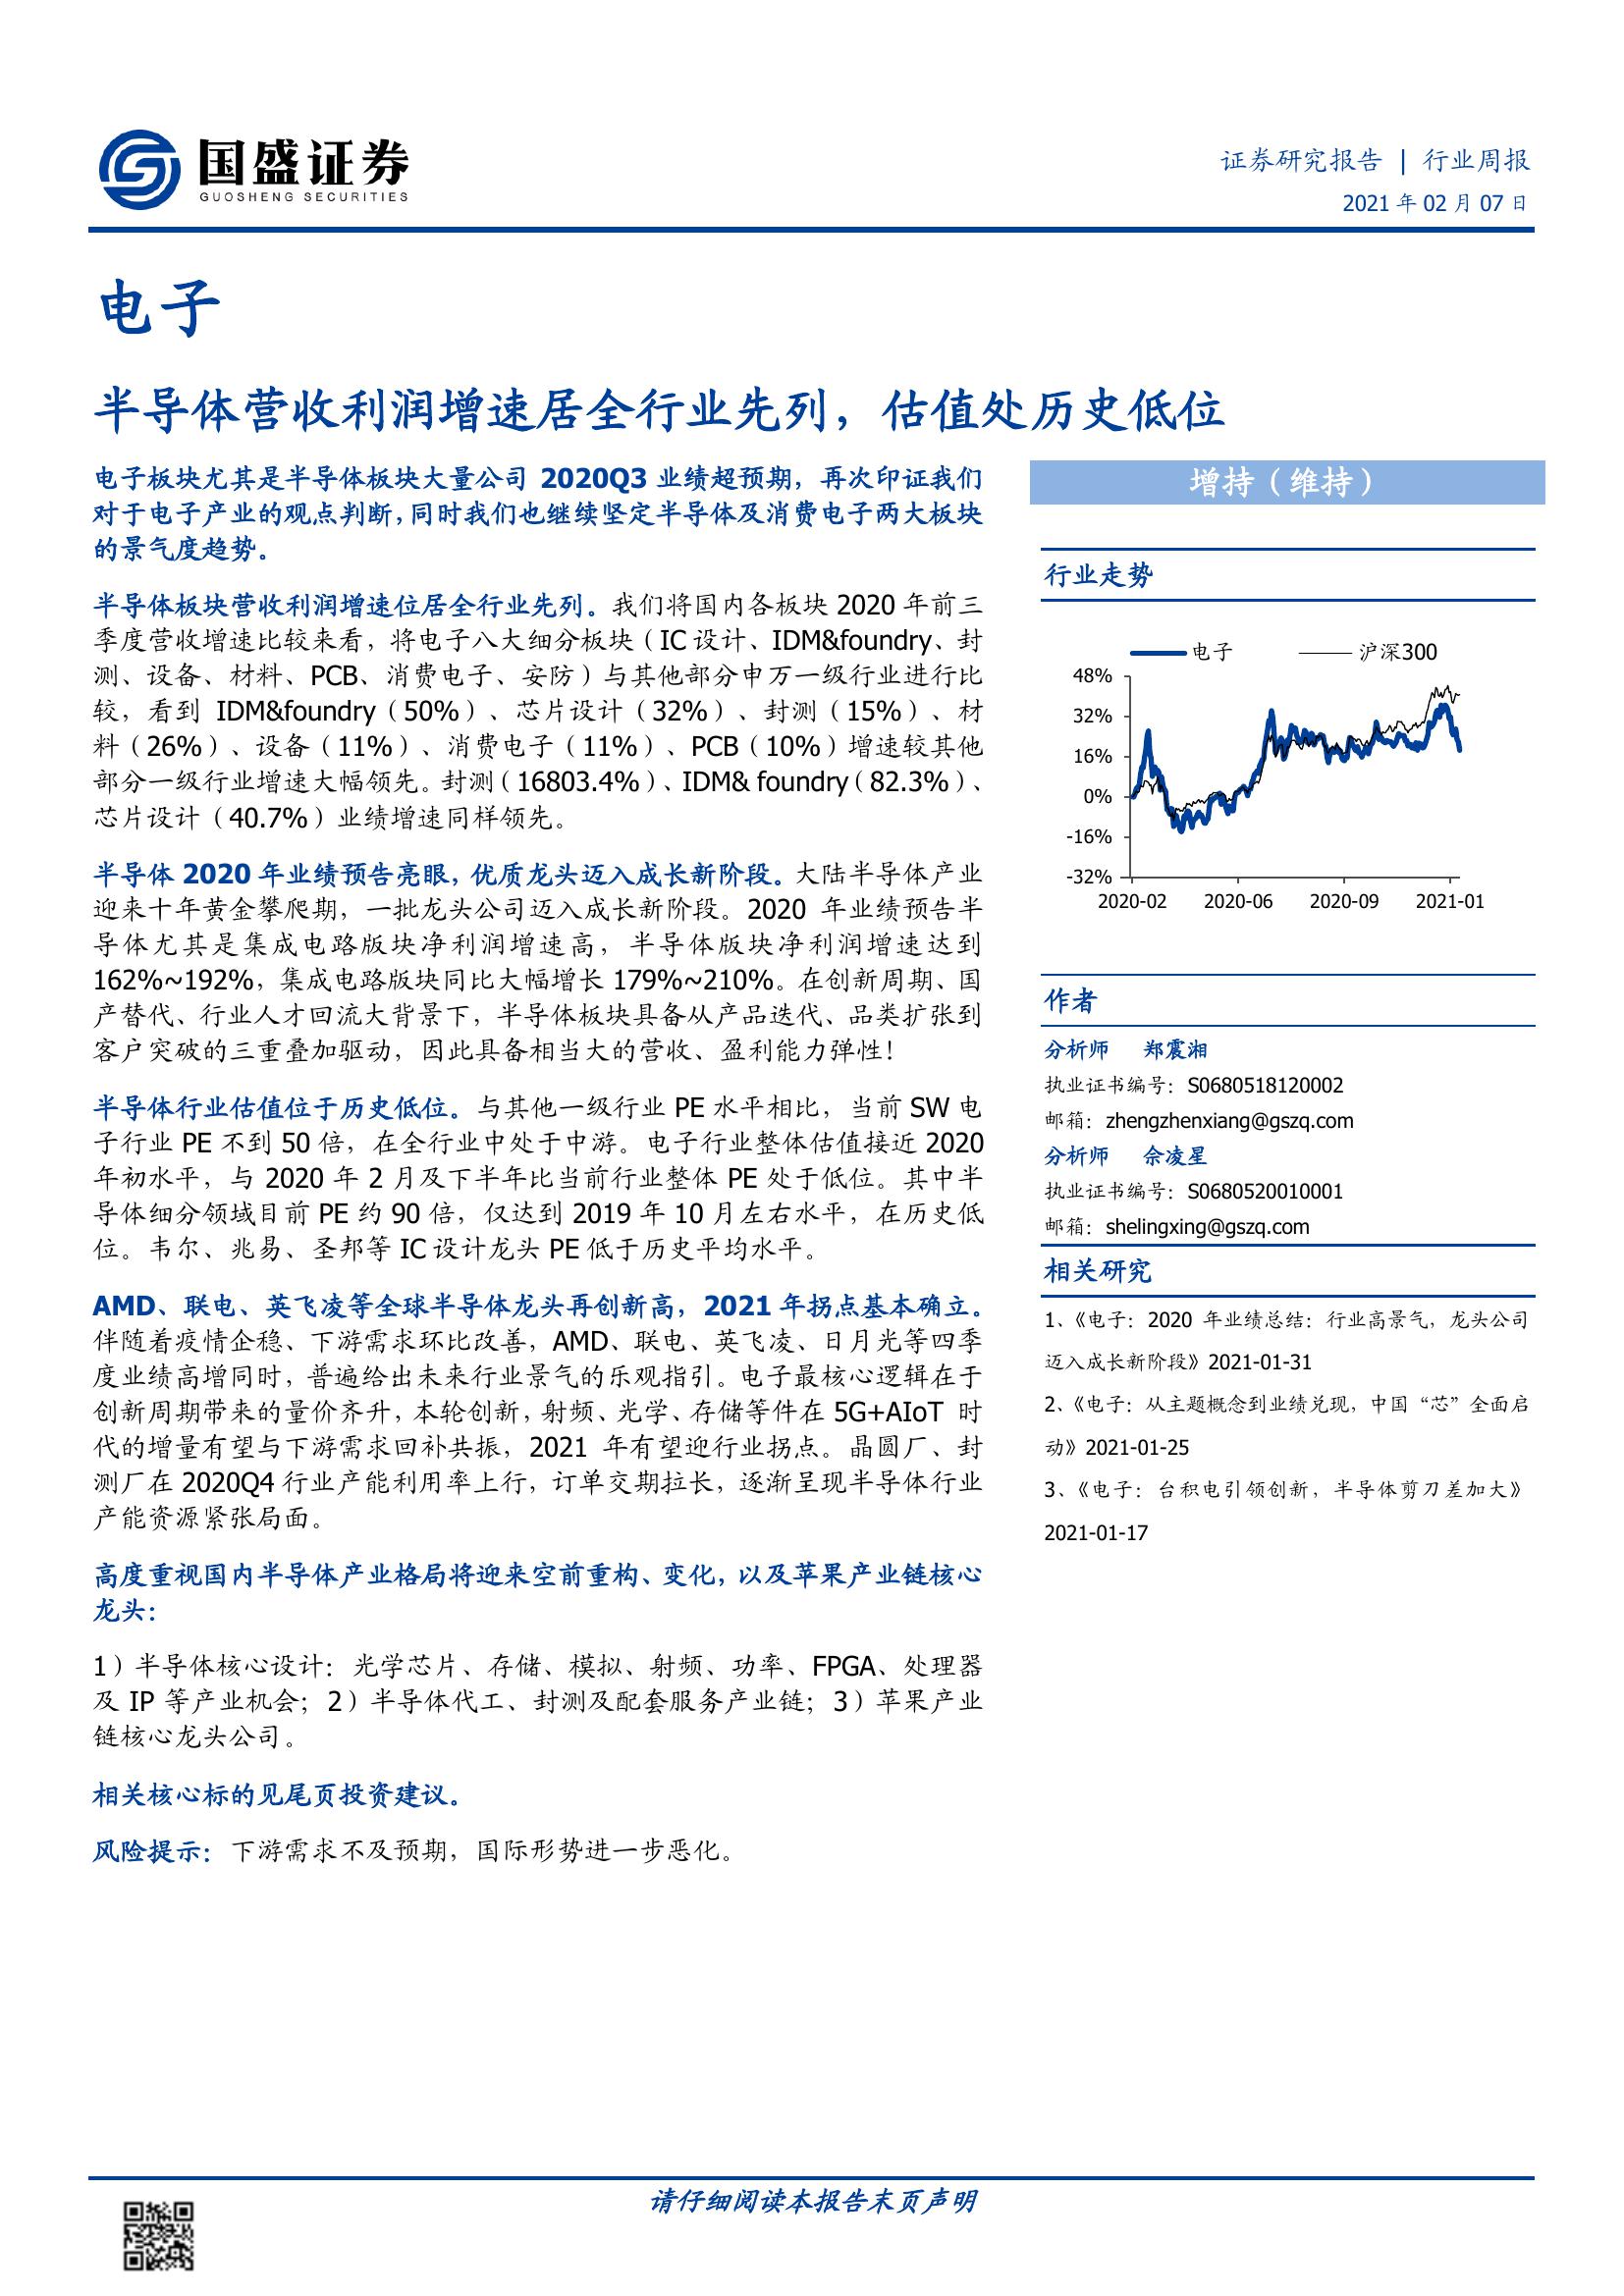 国盛证券
GUOSHENG SECURITIES
证券研究报告 | 行业周报
2021 年 02 月 07 日
电子
半导体营收利润增速居全行业先列，估值处历史低位
电子板块尤其是半导体板块大量公司 2020Q3 业绩超预期，再次印证我们
对于电子产业的观点判断，同时我们也继续坚定半导体及消费电子两大板块
的景气度趋势。
半导体板块营收利润增速位居全行业先列。我们将国内各板块 2020 年前三
季度营收增速比较来看，将电子八大细分板块（IC 设计、IDM&foundry、封
测、设备、材料、PCB、消费电子、安防）与其他部分申万一级行业进行比
较，看到 IDM&foundry（50%）、芯片设计（32%）、封测（15%）、材
料（26%）、设备（11%）、消费电子（11%）、PCB（10%）增速较其他
部分一级行业增速大幅领先。封测（16803.4%）、IDM& foundry（82.3%）、
芯片设计（40.7%）业绩增速同样领先。
半导体 2020 年业绩预告亮眼，优质龙头迈入成长新阶段。大陆半导体产业
迎来十年黄金攀爬期，一批龙头公司迈入成长新阶段。2020 年业绩预告半
导体尤其是集成电路版块净利润增速高，半导体版块净利润增速达到
162%~192%，集成电路版块同比大幅增长 179%~210%。在创新周期、国
产替代、行业人才回流大背景下，半导体板块具备从产品迭代、品类扩张到
客户突破的三重叠加驱动，因此具备相当大的营收、盈利能力弹性！
半导体行业估值位于历史低位。与其他一级行业 PE 水平相比，当前 SW 电
子行业 PE 不到 50 倍，在全行业中处于中游。电子行业整体估值接近 2020
年初水平，与 2020 年 2 月及下半年比当前行业整体 PE 处于低位。其中半
导体细分领域目前 PE 约 90 倍，仅达到 2019 年 10 月左右水平，在历史低
位。韦尔、兆易、圣邦等 IC 设计龙头 PE 低于历史平均水平。
AMD、联电、英飞凌等全球半导体龙头再创新高，2021 年拐点基本确立。
伴随着疫情企稳、下游需求环比改善，AMD、联电、英飞凌、日月光等四季
度业绩高增同时，普遍给出未来行业景气的乐观指引。电子最核心逻辑在于
创新周期带来的量价齐升，本轮创新，射频、光学、存储等件在 5G+AIoT 时
代的增量有望与下游需求回补共振，2021 年有望迎行业拐点。晶圆厂、封
测厂在 2020Q4 行业产能利用率上行，订单交期拉长，逐渐呈现半导体行业
产能资源紧张局面。
高度重视国内半导体产业格局将迎来空前重构、变化，以及苹果产业链核心
龙头：
1）半导体核心设计：光学芯片、存储、模拟、射频、功率、FPGA、处理器
及 IP 等产业机会；2）半导体代工、封测及配套服务产业链；3）苹果产业
链核心龙头公司。
相关核心标的见尾页投资建议。
风险提示：下游需求不及预期，国际形势进一步恶化。
增持（维持）
行业走势
电子 沪深300
48%
32%
16%
0%
-16%
-32%
2020-02 2020-06 2020-09 2021-01
作者
分析师 郑震湘
执业证书编号：S0680518120002
邮箱：zhengzhenxiang@gszq.com
分析师 佘凌星
执业证书编号：S0680520010001
邮箱：shelingxing@gszq.com
相关研究
1、《电子：2020 年业绩总结：行业高景气，龙头公司
迈入成长新阶段》2021-01-31
2、《电子：从主题概念到业绩兑现，中国“芯”全面启
动》2021-01-25
3、《电子：台积电引领创新，半导体剪刀差加大》
2021-01-17
请仔细阅读本报告末页声明